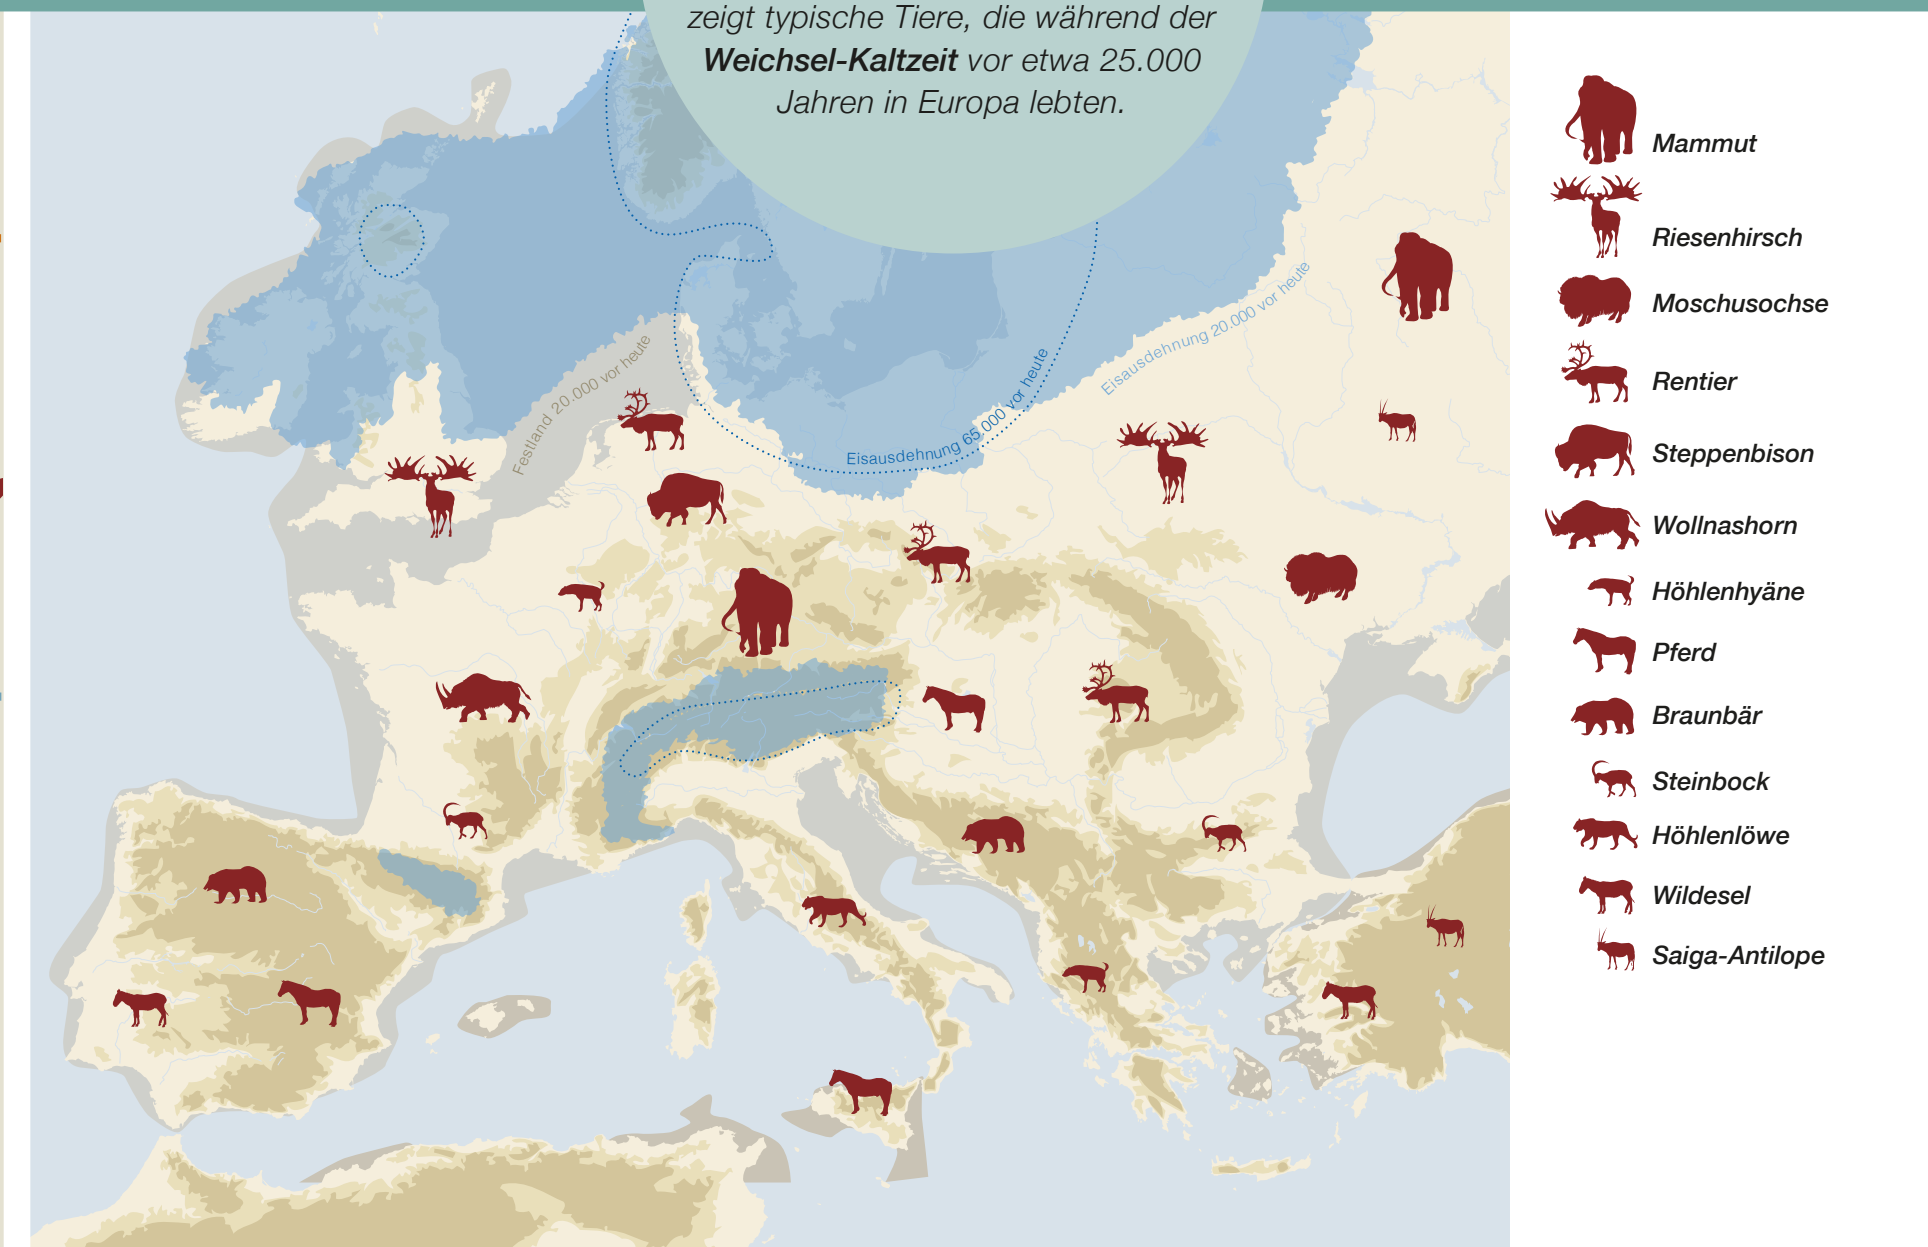 zeigt typische Tiere, die während der
Weichsel-Kaltzeit vor etwa 25.000
Jahren in Europa lebten.
Festland 20.000 vor heute
Eisausdehnung 65.000 vor heute
Eisausdehnung 20.000 vor heute
Mammut
Riesenhirsch
Moschusochse
Rentier
Steppenbison
Wollnashorn
Höhlenhyäne
Pferd
Braunbär
Steinbock
Höhlenlöwe
Wildesel
Saiga-Antilope